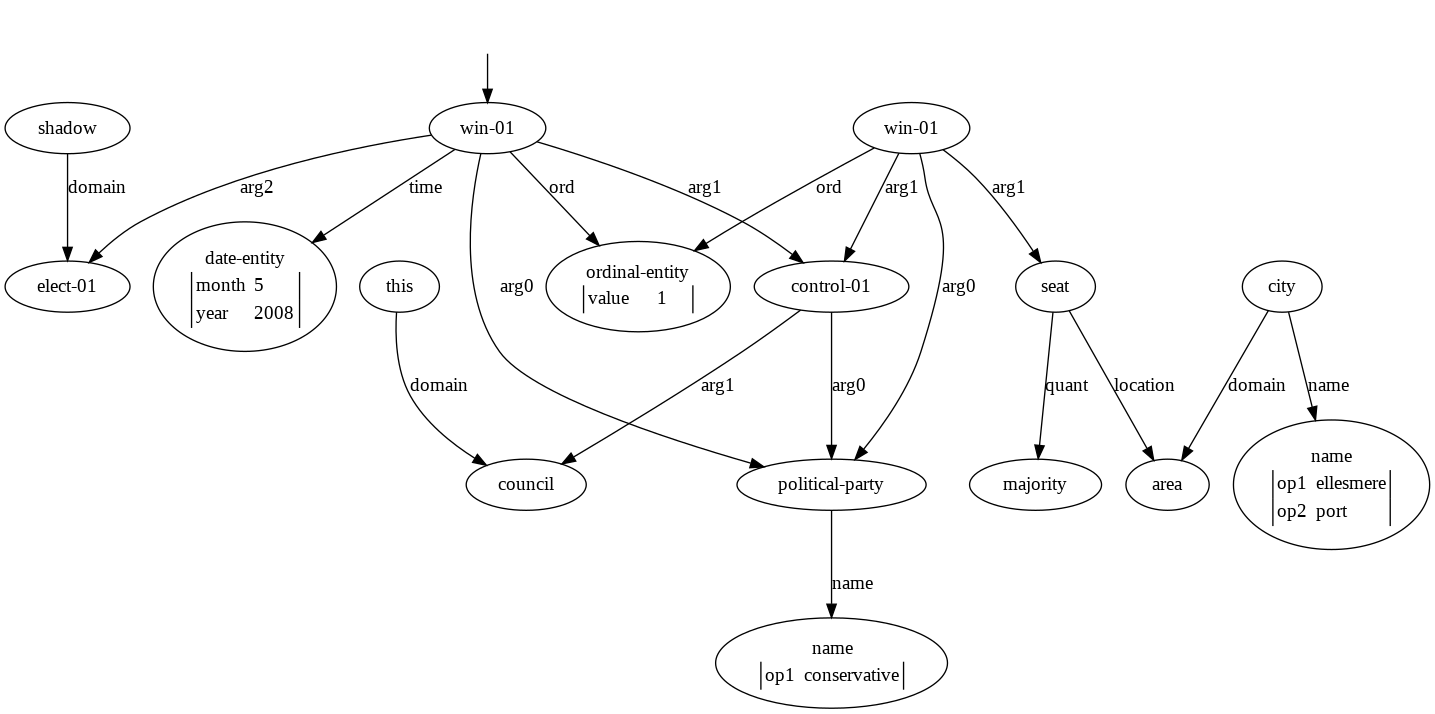 shadow
win-01
win-01
domain
arg2
time
ord
arg1
ord
arg1
arg1
elect-01
date-entity
month 5
year 2008
this
arg0
ordinal-entity
value 1
control-01
arg0
seat
city
domain
arg1
arg0
quant
location
domain
name
council
political-party
majority
area
name
op1 ellesmere
op2 port
name
name
op1 conservative